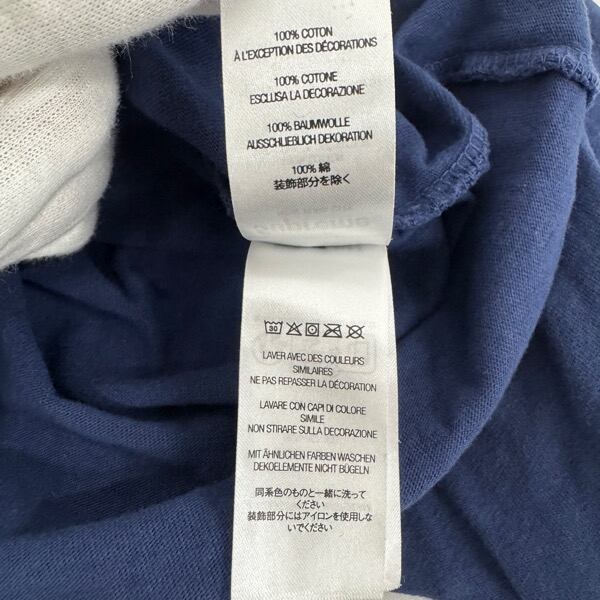 100% COTON
À L'EXCEPTION DES DÉCORATIONS
100% COTONE
ESCLUSA LA DECORAZIONE
100% BAUMWOLLE
AUSSCHLIEBLICH DEKORATION
100% 綿
装飾部分を除く
30
LAVER AVEC DES COULEURS
SIMILAIRES
NE PAS REPASSER LA DÉCORATION
LAVARE CON CAPI DI COLORE
SIMILE
NON STIRARE SULLA DECORAZIONE
MIT ÄHNLICHEN FARBEN WASCHEN
DEKOELEMENTE NICHT BÜGELN
同系色のものと一緒に洗って
ください
装飾部分にはアイロンを使用しな
いでください